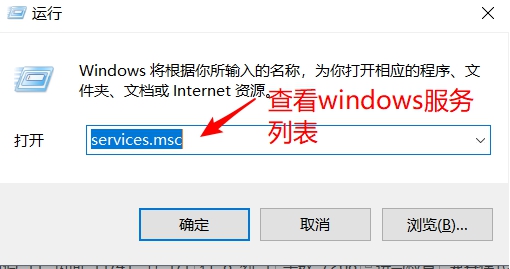 运行
Windows 将根据你所输入的名称，为你打开相应的程序、文
件夹、文档或 Internet 资源。
查看windows服务
列表
打开
services.msc
确定
取消
浏览(B)...